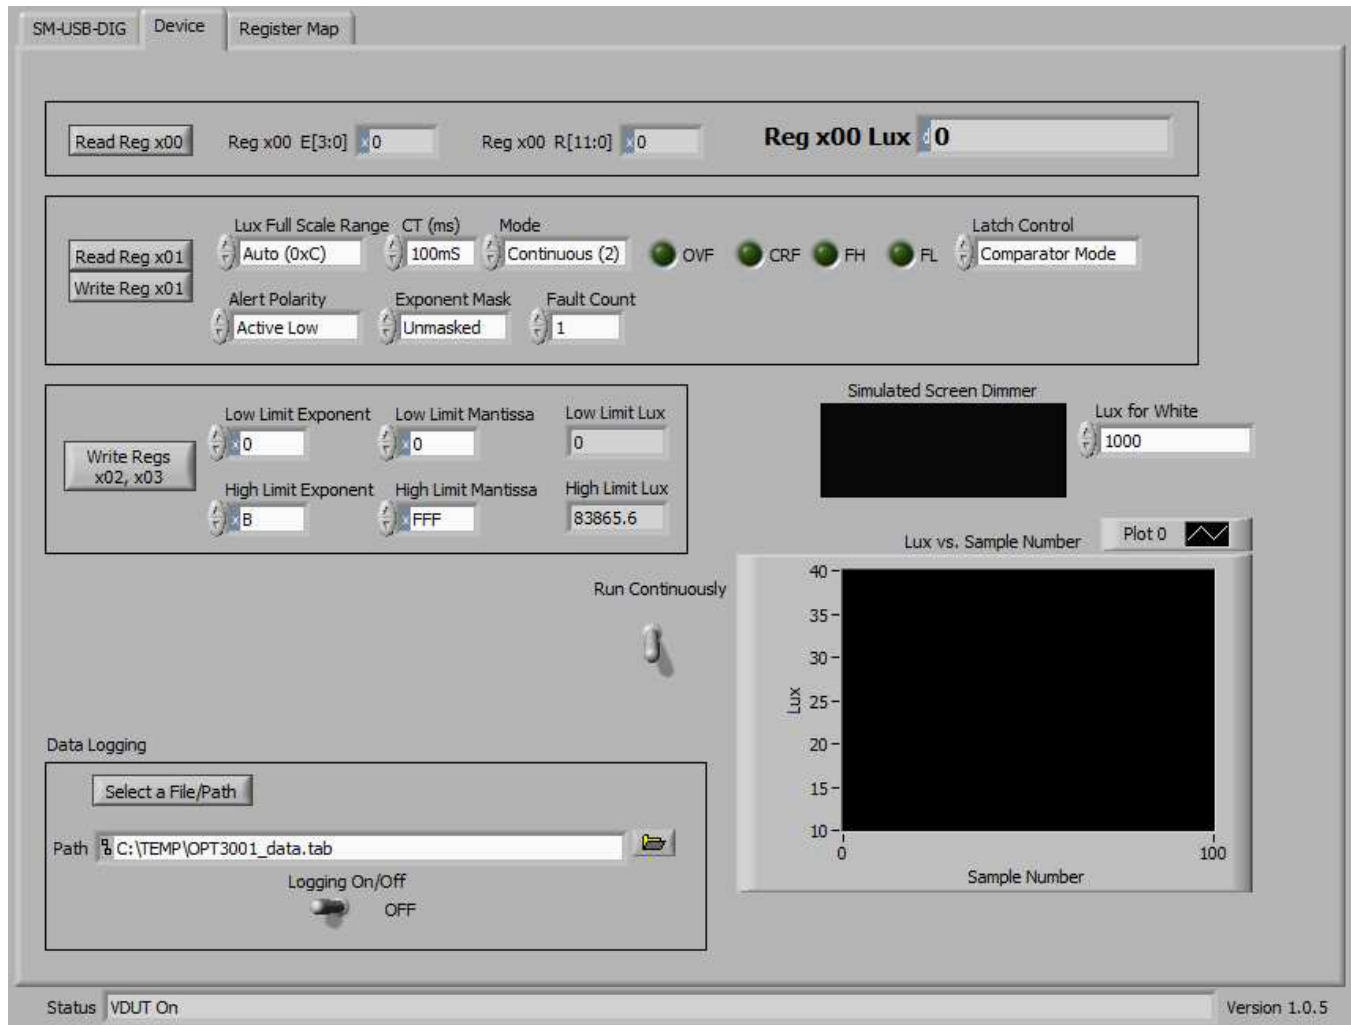 SM-USB-DIG Device Register Map
Read Reg x00 Reg x00 E[3:0] x 0 Reg x00 R[11:0] x 0 Reg x00 Lux d 0
Lux Full Scale Range CT (ms) Mode Latch Control
Read Reg x01 Auto (0xC) 100mS Continuous (2) OVF CRF FH FL Comparator Mode
Write Reg x01
Alert Polarity Exponent Mask Fault Count
Active Low Unmasked 1
Low Limit Exponent Low Limit Mantissa Low Limit Lux
x 0 x 0 0
Write Regs
x02, x03
High Limit Exponent High Limit Mantissa High Limit Lux
x B x FFF 83865.6
Simulated Screen Dimmer
Lux for White
1000
Lux vs. Sample Number Plot 0
40
35
30
25
20
15
10
Lux
0 100
Sample Number
Run Continuously
Data Logging
Select a File/Path
Path C:\TEMP\OPT3001_data.tab
Logging On/Off
OFF
Status VDUT On Version 1.0.5